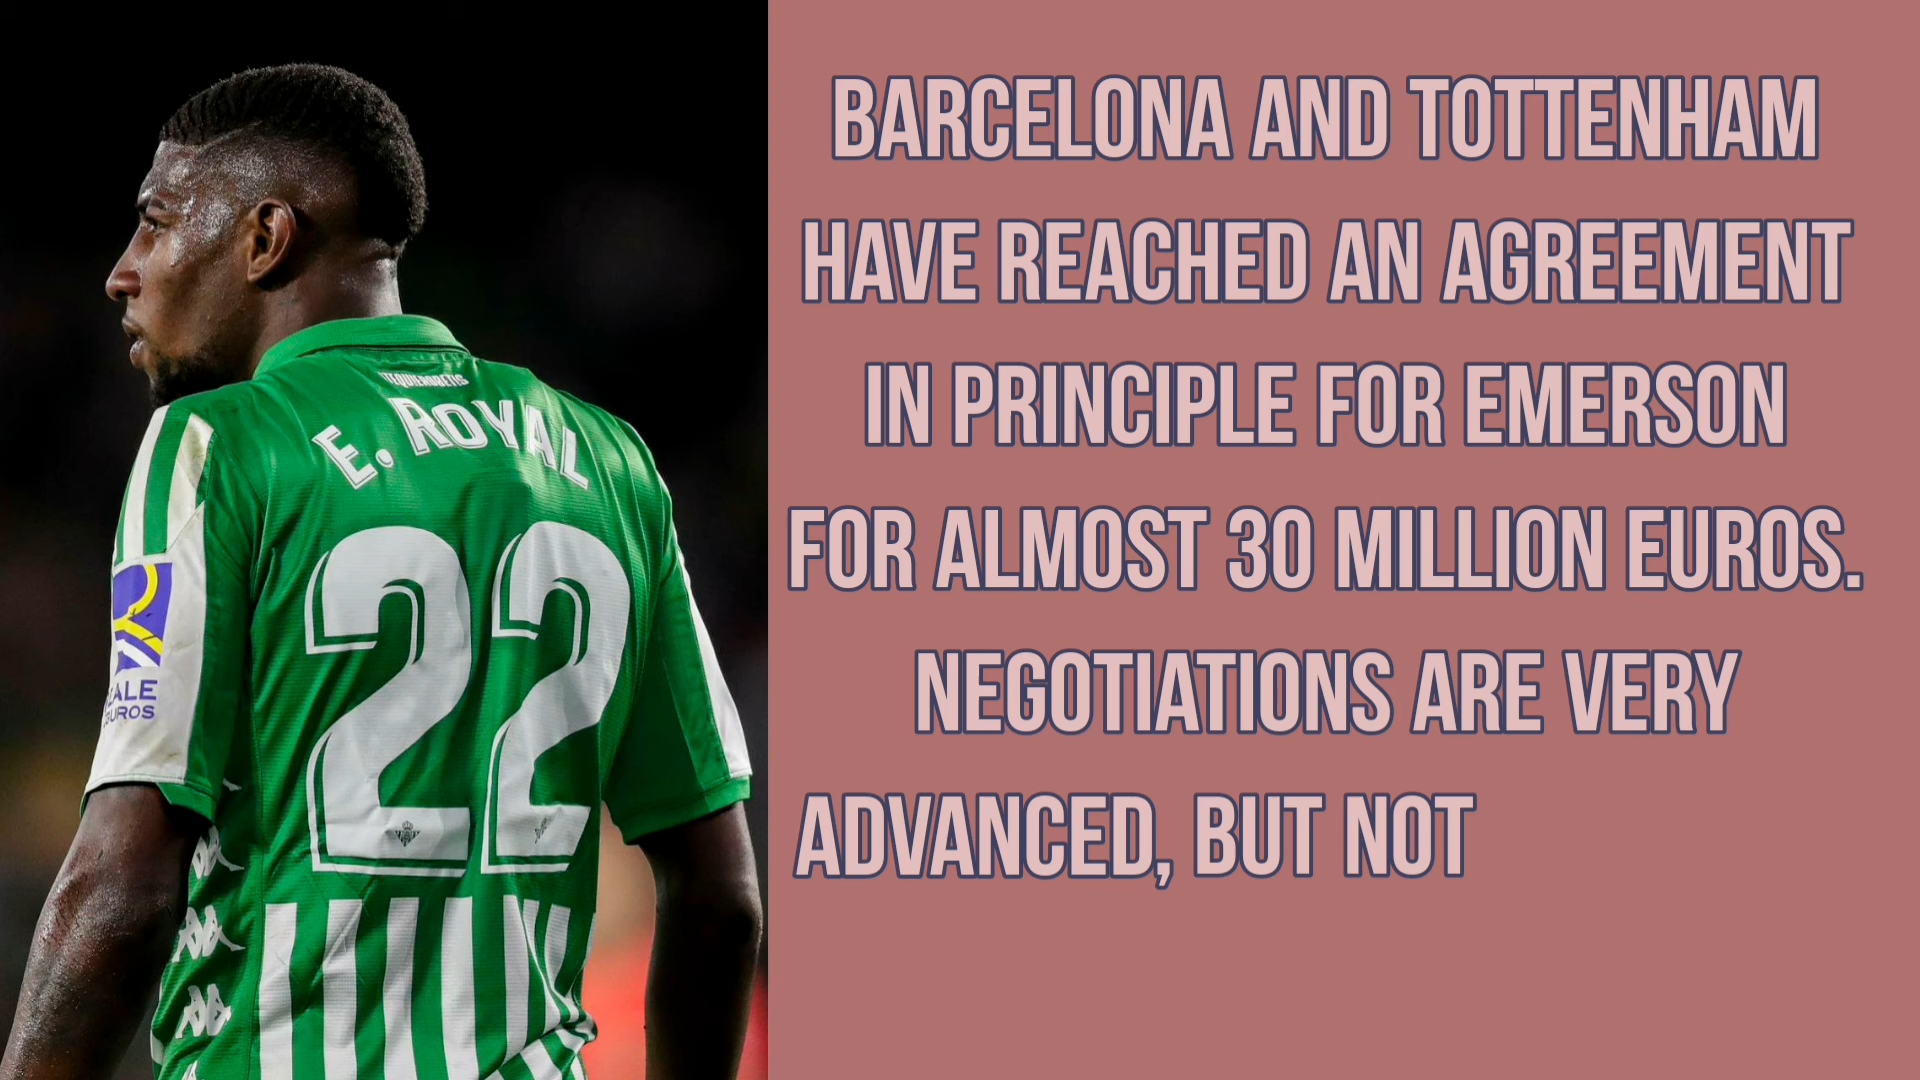 BARCELONA AND TOTTENHAM
HAVE REACHED AN AGREEMENT
IN PRINCIPLE FOR EMERSON
FOR ALMOST 30 MILLION EUROS.
NEGOTIATIONS ARE VERY
ADVANCED, BUT NOT
E. ROYAL
22